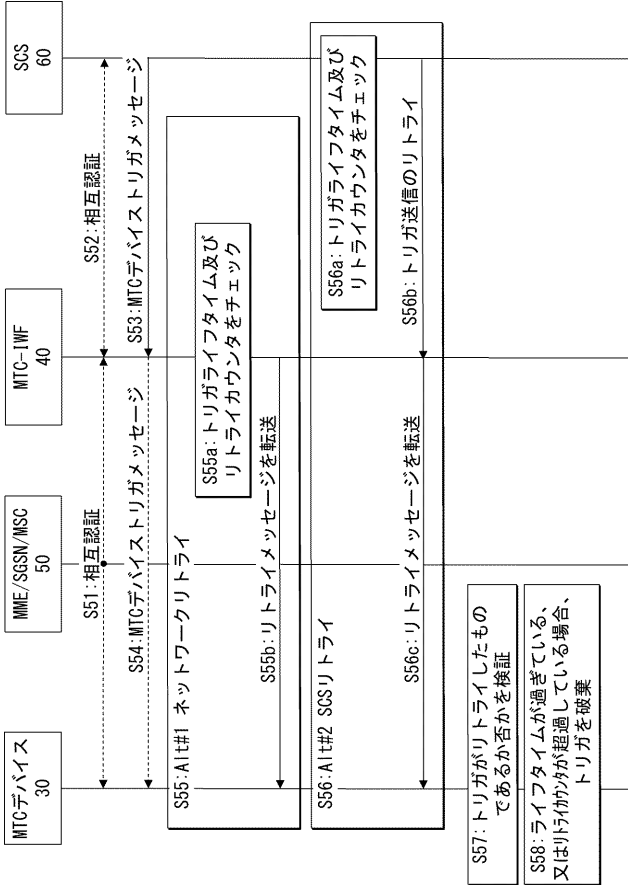 MTCデバイス
30
MME/SGSN/MSC
50
MTC-IWF
40
SCS
60
S51:相互認証
S52:相互認証
S53:MTCデバイストリガメッセージ
S54:MTCデバイストリガメッセージ
S55:Alt#1 ネットワークリトライ
S55a:トリガライフタイム及び
リトライカウンタをチェック
S55b:リトライメッセージを転送
S56:Alt#2 SCSリトライ
S56a:トリガライフタイム及び
リトライカウンタをチェック
S56b:トリガ送信のリトライ
S56c:リトライメッセージを転送
S57:トリガがリトライしたもの
であるか否かを検証
S58:ライフタイムが過ぎている、
又はリトライカウンタが超過している場合、
トリガを破棄